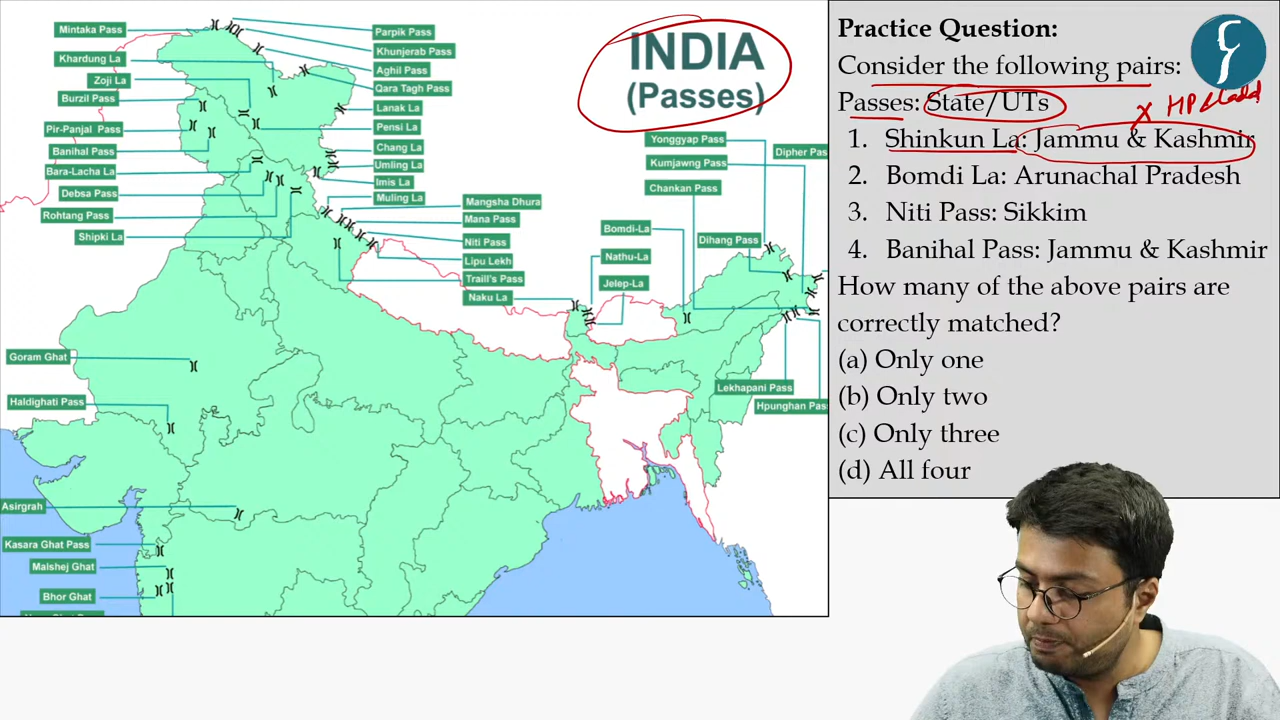 INDIA
(Passes)
Mintaka Pass
Khardung La
Zoji La
Burzil Pass
Pir-Panjal Pass
Banihal Pass
Bara-Lacha La
Debsa Pass
Rohtang Pass
Shipki La
Parpik Pass
Khunjerab Pass
Aghil Pass
Qara Tagh Pass
Lanak La
Pensi La
Chang La
Umling La
Imis La
Muling La
Mangsha Dhura
Mana Pass
Niti Pass
Lipu Lekh
Traill's Pass
Naku La
Yonggyap Pass
Dipher Pass
Kumjawng Pass
Chankan Pass
Bomdi-La
Dihang Pass
Nathu-La
Jelep-La
Lekhapani Pass
Hpunghan Pass
Goram Ghat
Haldighati Pass
Asirgrah
Kasara Ghat Pass
Malshej Ghat
Bhor Ghat
Practice Question:
Consider the following pairs:
Passes: State/UTs
x HP &
1. Shinkun La: Jammu & Kashmir
2. Bomdi La: Arunachal Pradesh
3. Niti Pass: Sikkim
4. Banihal Pass: Jammu & Kashmir
How many of the above pairs are
correctly matched?
(a) Only one
(b) Only two
(c) Only three
(d) All four